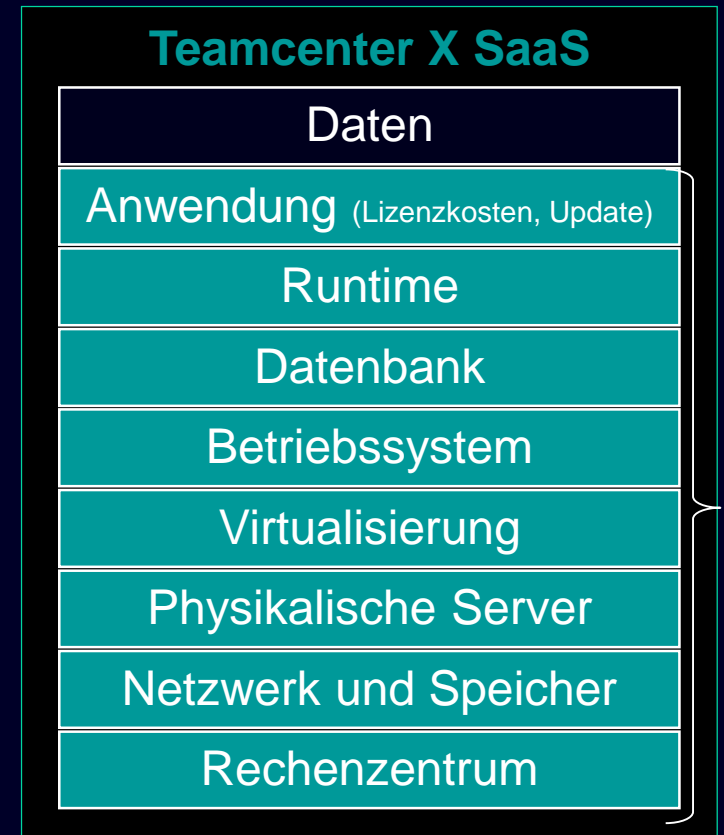 Teamcenter X SaaS
Daten
Anwendung (Lizenzkosten, Update)
Runtime
Datenbank
Betriebssystem
Virtualisierung
Physikalische Server
Netzwerk und Speicher
Rechenzentrum